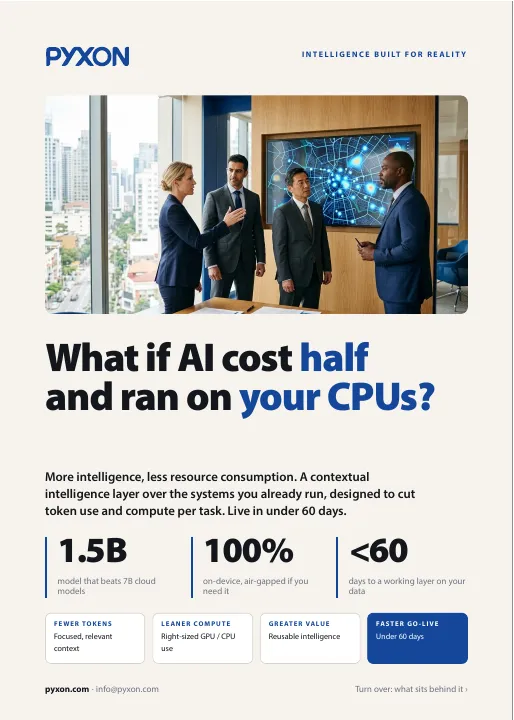 PYXON
INTELLIGENCE BUILT FOR REALITY
What if AI cost half
and ran on your CPUs?
More intelligence, less resource consumption. A contextual
intelligence layer over the systems you already run, designed to cut
token use and compute per task. Live in under 60 days.
1.5B
model that beats 7B cloud
models
100%
on-device, air-gapped if you
need it
<60
days to a working layer on your
data
FEWER TOKENS
Focused, relevant
context
LEANER COMPUTE
Right-sized GPU / CPU
use
GREATER VALUE
Reusable intelligence
FASTER GO-LIVE
Under 60 days
pyxon.com · info@pyxon.com
Turn over: what sits behind it ›